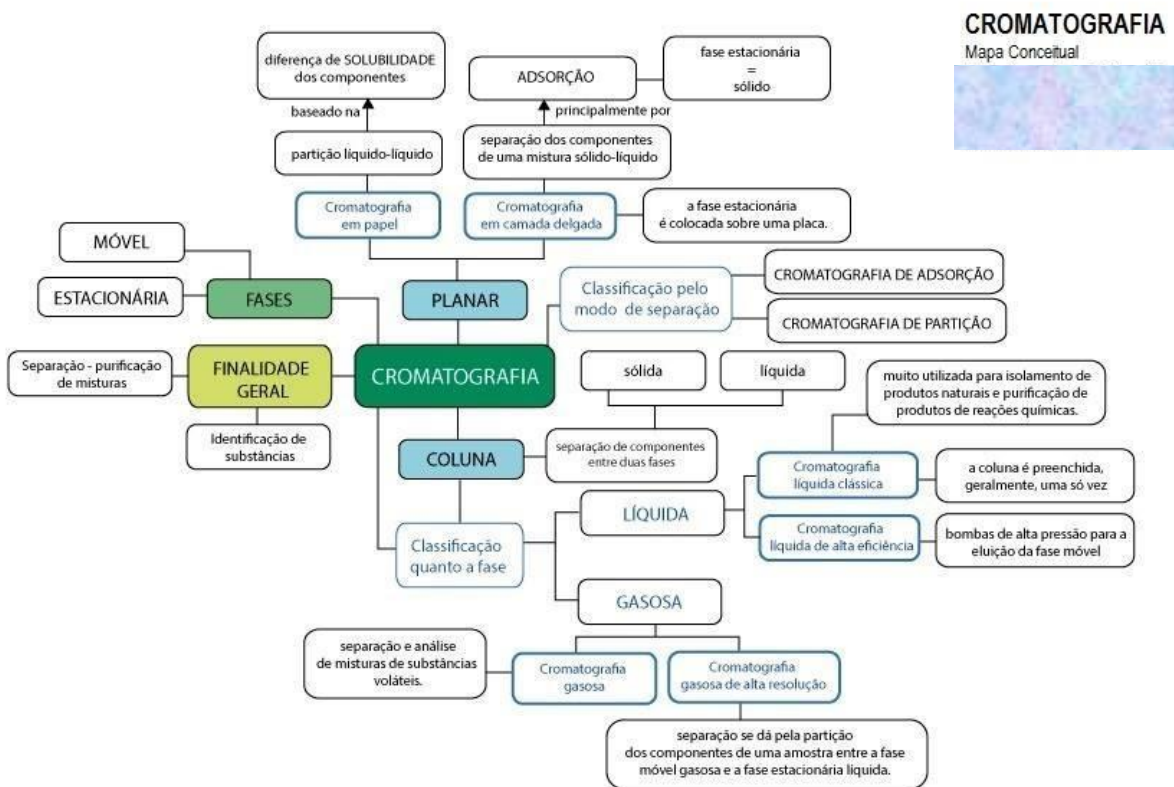 CROMATOGRAFIA
Mapa Conceitual
diferença de SOLUBILIDADE
dos componentes
baseado na
partição líquido-líquido
Cromatografia
em papel
ADSORÇÃO
fase estacionária
=
sólido
principalmente por
separação dos componentes
de uma mistura sólido-líquido
Cromatografia
em camada delgada
a fase estacionária
é colocada sobre uma placa.
MÓVEL
ESTACIONÁRIA
FASES
PLANAR
Classificação pelo
modo de separação
CROMATOGRAFIA DE ADSORÇÃO
CROMATOGRAFIA DE PARTIÇÃO
Separação - purificação
de misturas
FINALIDADE
GERAL
Identificação de
substâncias
CROMATOGRAFIA
sólida
líquida
COLUNA
separação de componentes
entre duas fases
muito utilizada para isolamento de
produtos naturais e purificação de
produtos de reações químicas.
Cromatografia
líquida clássica
a coluna é preenchida,
geralmente, uma só vez
Classificação
quanto a fase
LÍQUIDA
Cromatografia
líquida de alta eficiência
bombas de alta pressão para a
eluição da fase móvel
GASOSA
separação e análise
de misturas de substâncias
voláteis.
Cromatografia
gasosa
Cromatografia
gasosa de alta resolução
separação se dá pela partição
dos componentes de uma amostra entre a fase
móvel gasosa e a fase estacionária líquida.